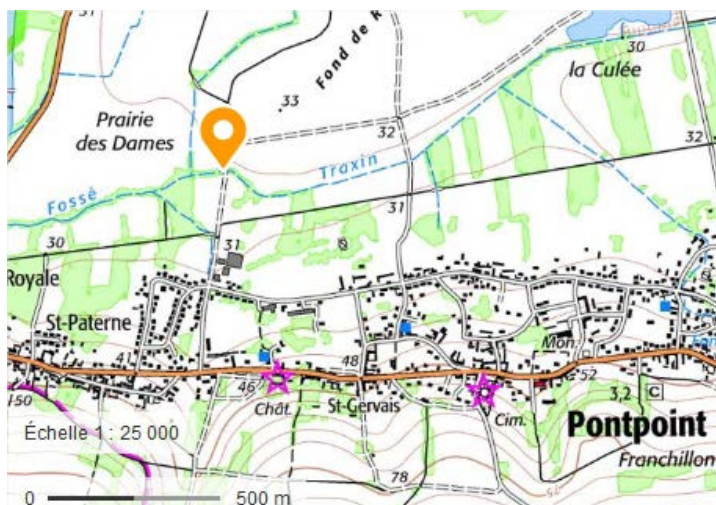 31
30
la Culée
Fond de R
33
Prairie
des Dames
32
32
Traxin
Fossé
31
30
31
Royale
St-Paterne
Mon.
41
48
46
52
Chât.
St-Gervais
Cim.
3,2
C
Pontpoint
Franchillon
50
Échelle 1 : 25 000
78
0
500 m